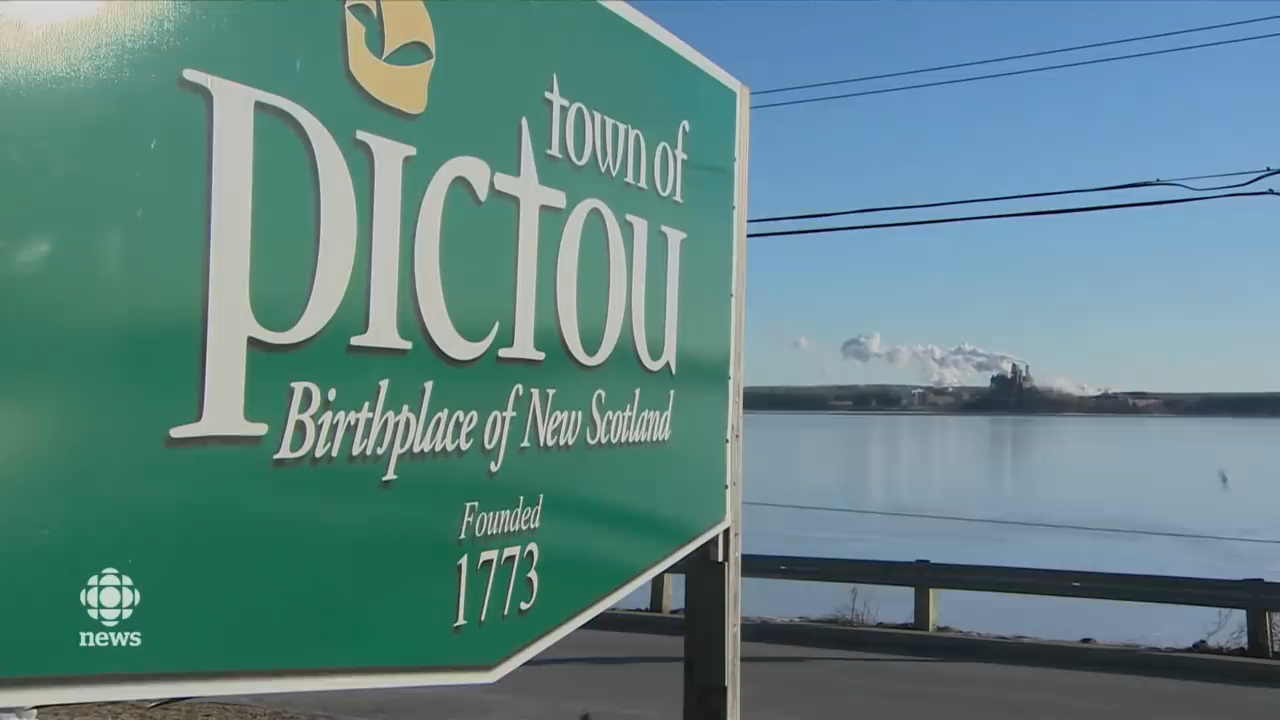 town of
Pictou
Birthplace of New Scotland
Founded
1773
news